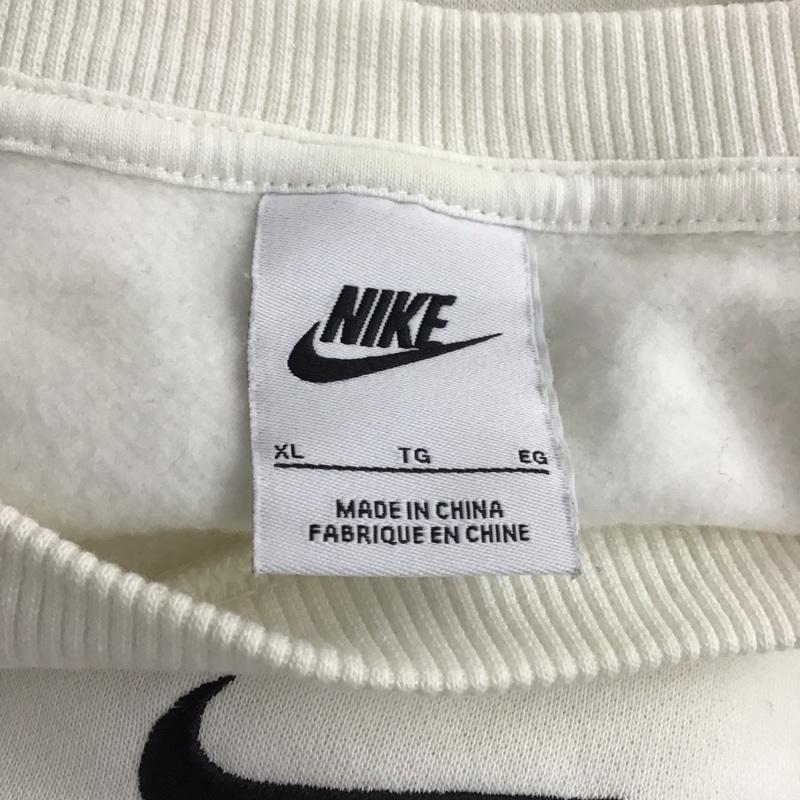 NIKE
XL TG EG
MADE IN CHINA
FABRIQUE EN CHINE